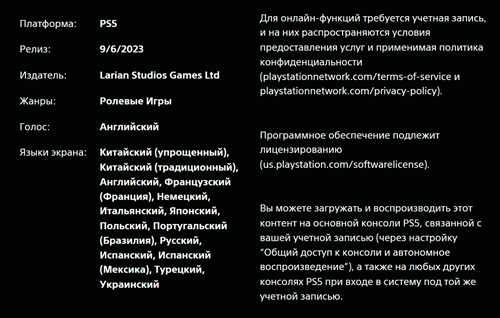 Платформа: PS5
Релиз: 9/6/2023
Издатель: Larian Studios Games Ltd
Жанры: Ролевые Игры
Голос: Английский
Языки экрана: Китайский (упрощенный),
Китайский (традиционный),
Английский, Французский
(Франция), Немецкий,
Итальянский, Японский,
Польский, Португальский
(Бразилия), Русский,
Испанский, Испанский
(Мексика), Турецкий,
Украинский
Для онлайн-функций требуется учетная запись,
и на них распространяются условия
предоставления услуг и применимая политика
конфиденциальности
(playstationnetwork.com/terms-of-service и
playstationnetwork.com/privacy-policy).
Программное обеспечение подлежит
лицензированию
(us.playstation.com/softwarelicense).
Вы можете загружать и воспроизводить этот
контент на основной консоли PS5, связанной с
вашей учетной записью (через настройку
"Общий доступ к консоли и автономное
воспроизведение"), а также на любых других
консолях PS5 при входе в систему под той же
учетной записью.